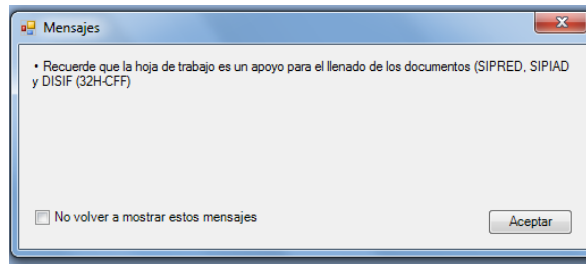 Mensajes
• Recuerde que la hoja de trabajo es un apoyo para el llenado de los documentos (SIPRED, SIPIAD
y DISIF (32H-CFF)
No volver a mostrar estos mensajes
Aceptar